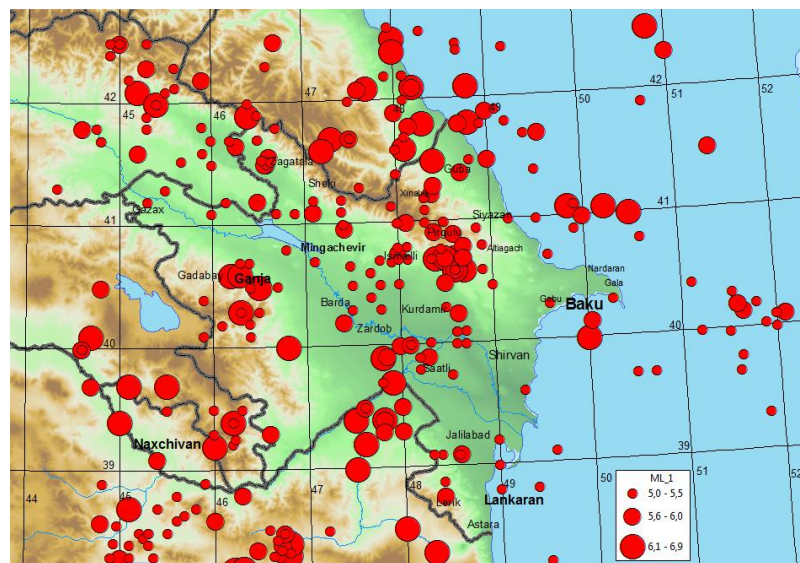 42
42
47
48
49
50
51
52
45
46
Zagatala
Guba
Sheki
Xinaliq
Gazax
Siyazan
41
41
Pirgulu
Mingachevir
Altiagach
Ismailli
Nardaran
Gadabay
Ganja
Gala
Gobu
Baku
Barda
Kurdamir
Zardob
40
40
Shirvan
Saatli
Naxchivan
Jalilabad
39
39
44
45
46
47
48
49
50
51
52
Lerik
Lankaran
Astara
ML_1
5,0 - 5,5
5,6 - 6,0
6,1 - 6,9